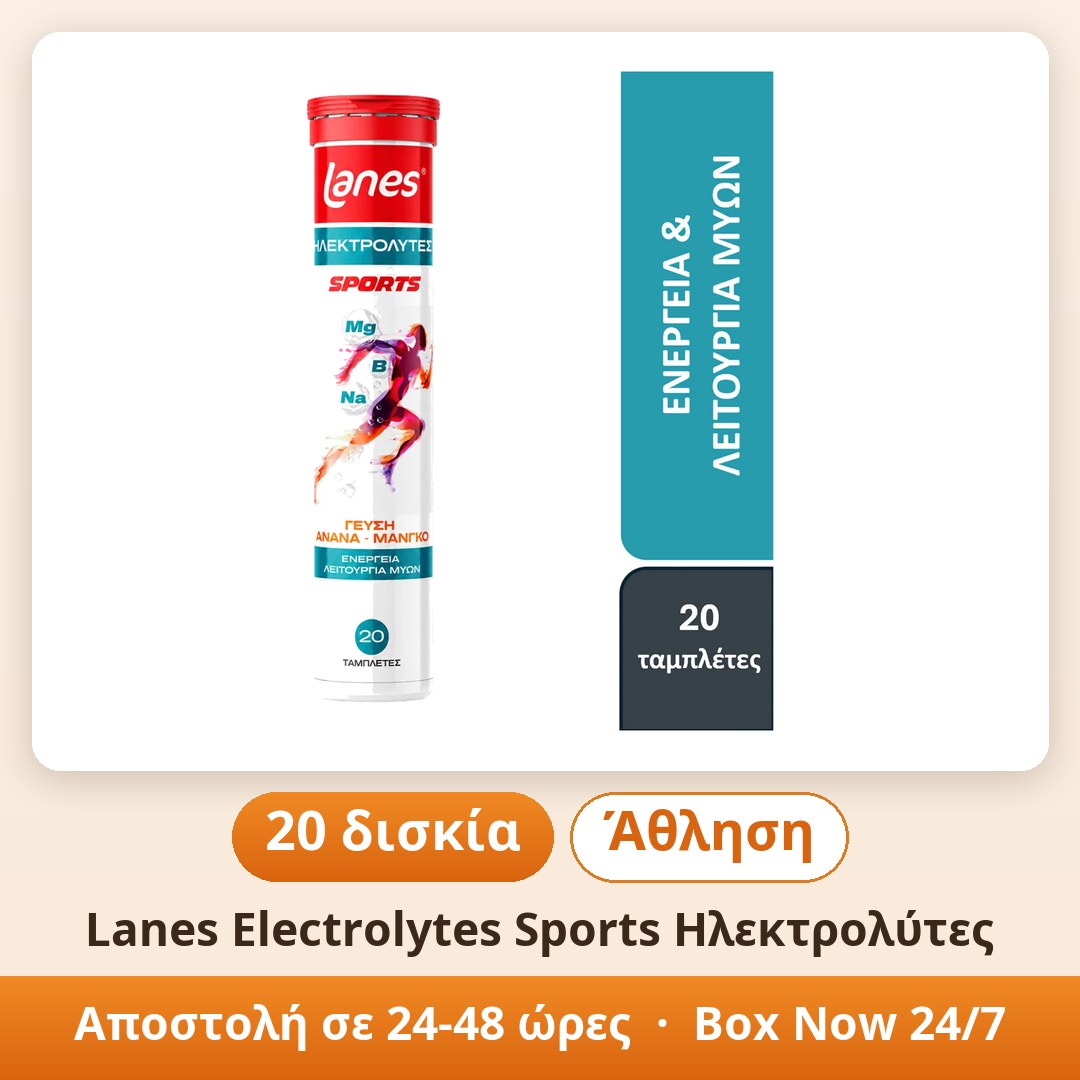 Lanes®
ΗΛΕΚΤΡΟΛΥΤΕΣ
SPORTS
Mg
B
Na
ΓΕΥΣΗ
ΑΝΑΝΑ - ΜΑΝΓΚΟ
ΕΝΕΡΓΕΙΑ
ΛΕΙΤΟΥΡΓΙΑ ΜΥΩΝ
20
ΤΑΜΠΛΕΤΕΣ
ΕΝΕΡΓΕΙΑ &
ΛΕΙΤΟΥΡΓΙΑ ΜΥΩΝ
20
ταμπλέτες
20 δισκία
Άθληση
Lanes Electrolytes Sports Ηλεκτρολύτες
Αποστολή σε 24-48 ώρες · Box Now 24/7